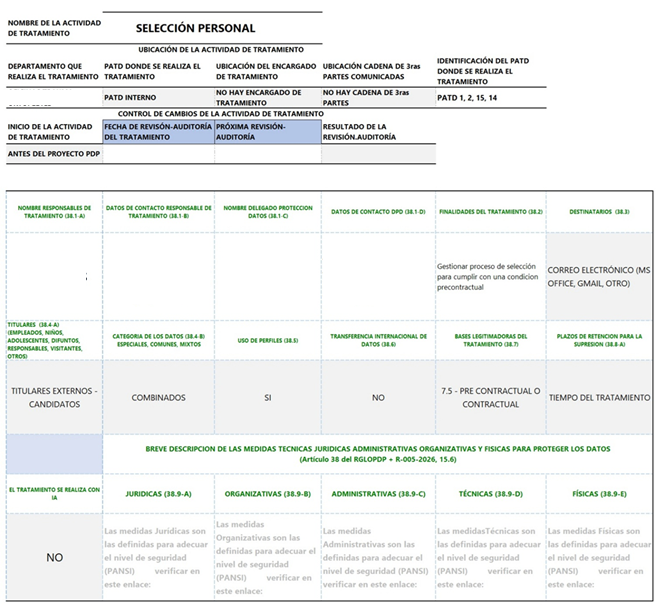 NOMBRE DE LA ACTIVIDAD
DE TRATAMIENTO
SELECCIÓN PERSONAL
UBICACIÓN DE LA ACTIVIDAD DE TRATAMIENTO
DEPARTAMENTO QUE
REALIZA EL TRATAMIENTO
PATD DONDE SE REALIZA EL
TRATAMIENTO
UBICACIÓN DEL ENCARGADO
DE TRATAMIENTO
UBICACIÓN CADENA DE 3ras
PARTES COMUNICADAS
IDENTIFICACIÓN DEL PATD
DONDE SE REALIZA EL
TRATAMIENTO
PATD INTERNO
NO HAY ENCARGADO DE
TRATAMIENTO
NO HAY CADENA DE 3ras
PARTES
PATD 1, 2, 15, 14
CONTROL DE CAMBIOS DE LA ACTIVIDAD DE TRATAMIENTO
INICIO DE LA ACTIVIDAD
DE TRATAMIENTO
FECHA DE REVISÓN-AUDITORÍA
DEL TRATAMIENTO
PRÓXIMA REVISIÓN-
AUDITORÍA
RESULTADO DE LA
REVISIÓN.AUDITORÍA
ANTES DEL PROYECTO PDP
NOMBRE RESPONSABLES DE
TRATAMIENTO (38.1-A)
DATOS DE CONTACTO RESPONSABLE DE
TRATAMIENTO (38.1-B)
NOMBRE DELEGADO PROTECCION
DATOS (38.1-C)
DATOS DE CONTACTO DPD (38.1-D)
FINALIDADES DEL TRATAMIENTO (38.2)
DESTINATARIOS (38.3)
;
Gestionar proceso de selección
para cumplir con una condicion
precontractual
CORREO ELECTRÓNICO (MS
OFFICE, GMAIL, OTRO)
TITULARES (38.4-A)
(EMPLEADOS, NIÑOS,
ADOLESCENTES, DIFUNTOS,
RESPONSABLES, VISITANTES,
OTROS)
CATEGORIA DE LOS DATOS (38.4-B)
ESPECIALES, COMUNES, MIXTOS
USO DE PERFILES (38.5)
TRANSFERENCIA INTERNACIONAL DE
DATOS (38.6)
BASES LEGITIMADORAS DEL
TRATAMIENTO (38.7)
PLAZOS DE RETENCION PARA LA
SUPRESION (38.8-A)
TITULARES EXTERNOS -
CANDIDATOS
COMBINADOS
SI
NO
7.5 - PRE CONTRACTUAL O
CONTRACTUAL
TIEMPO DEL TRATAMIENTO
BREVE DESCRIPCION DE LAS MEDIDAS TECNICAS JURIDICAS ADMINISTRATIVAS ORGANIZATIVAS Y FISICAS PARA PROTEGER LOS DATOS
(Artículo 38 del RGLOPDP + R-005-2026, 15.6)
EL TRATAMIENTO SE REALIZA CON
IA
JURIDICAS (38.9-A)
ORGANIZATIVAS (38.9-B)
ADMINISTRATIVAS (38.9-C)
TÉCNICAS (38.9-D)
FÍSICAS (38.9-E)
NO
Las medidas Jurídicas son
las definidas para adecuar
el nivel de seguridad
(PANSI) verificar en
este enlace:
Las medidas
Organizativas son las
definidas para adecuar el
nivel de seguridad
(PANSI) verificar en
este enlace:
Las medidas
Administrativas son las
definidas para adecuar el
nivel de seguridad (PANSI)
verificar en este enlace:
Las medidasTécnicas son
las definidas para adecuar
el nivel de seguridad
(PANSI) verificar en
este enlace:
Las medidas Fisicas son
las definidas para adecuar
el nivel de seguridad
(PANSI) verificar en
este enlace: